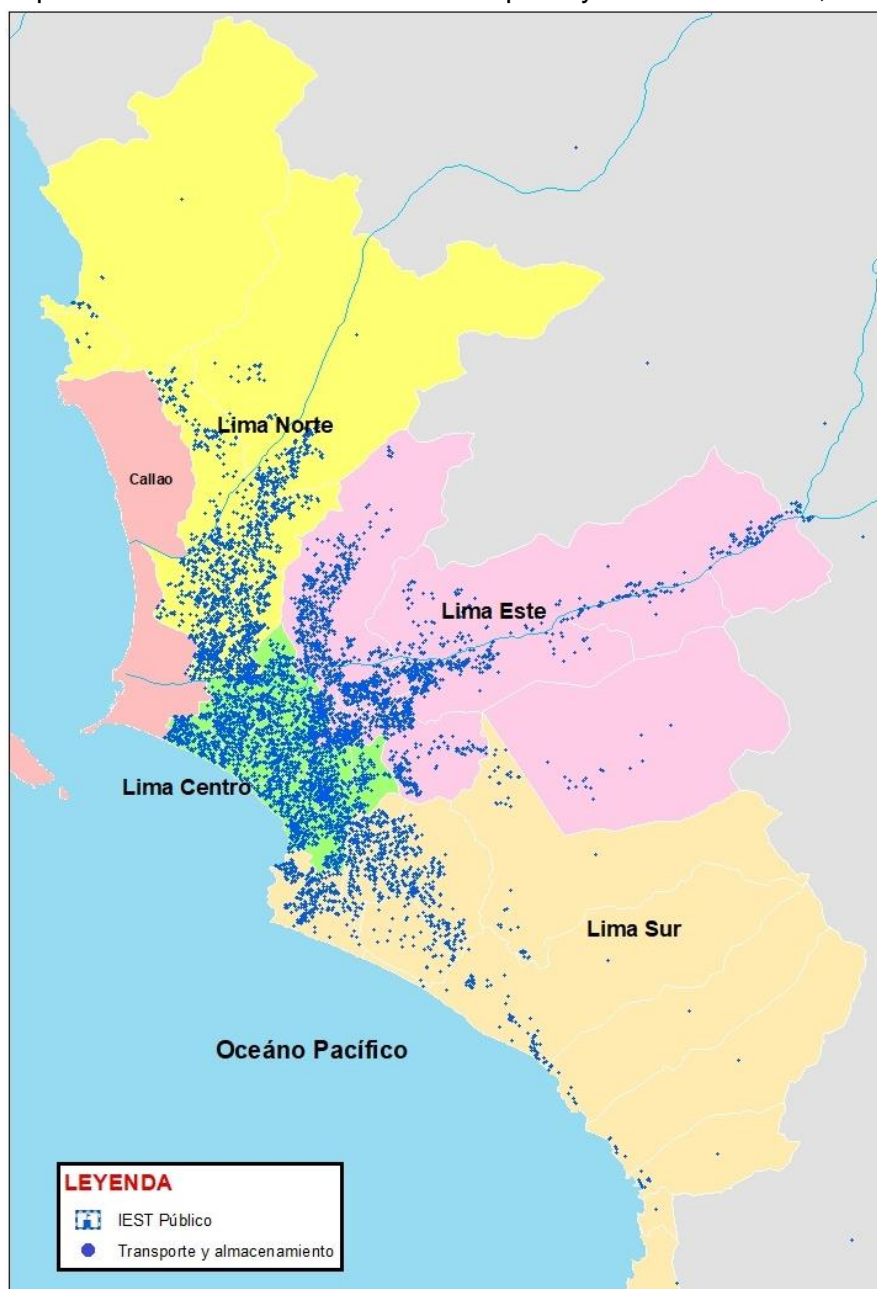 Lima Norte
Callao
Lima Este
Lima Centro
Lima Sur
Oceáno Pacífico
LEYENDA
IEST Público
Transporte y almacenamiento